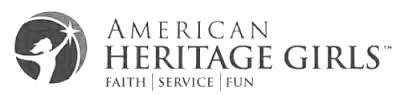 AMERICAN
HERITAGE GIRLS™
FAITH | SERVICE | FUN